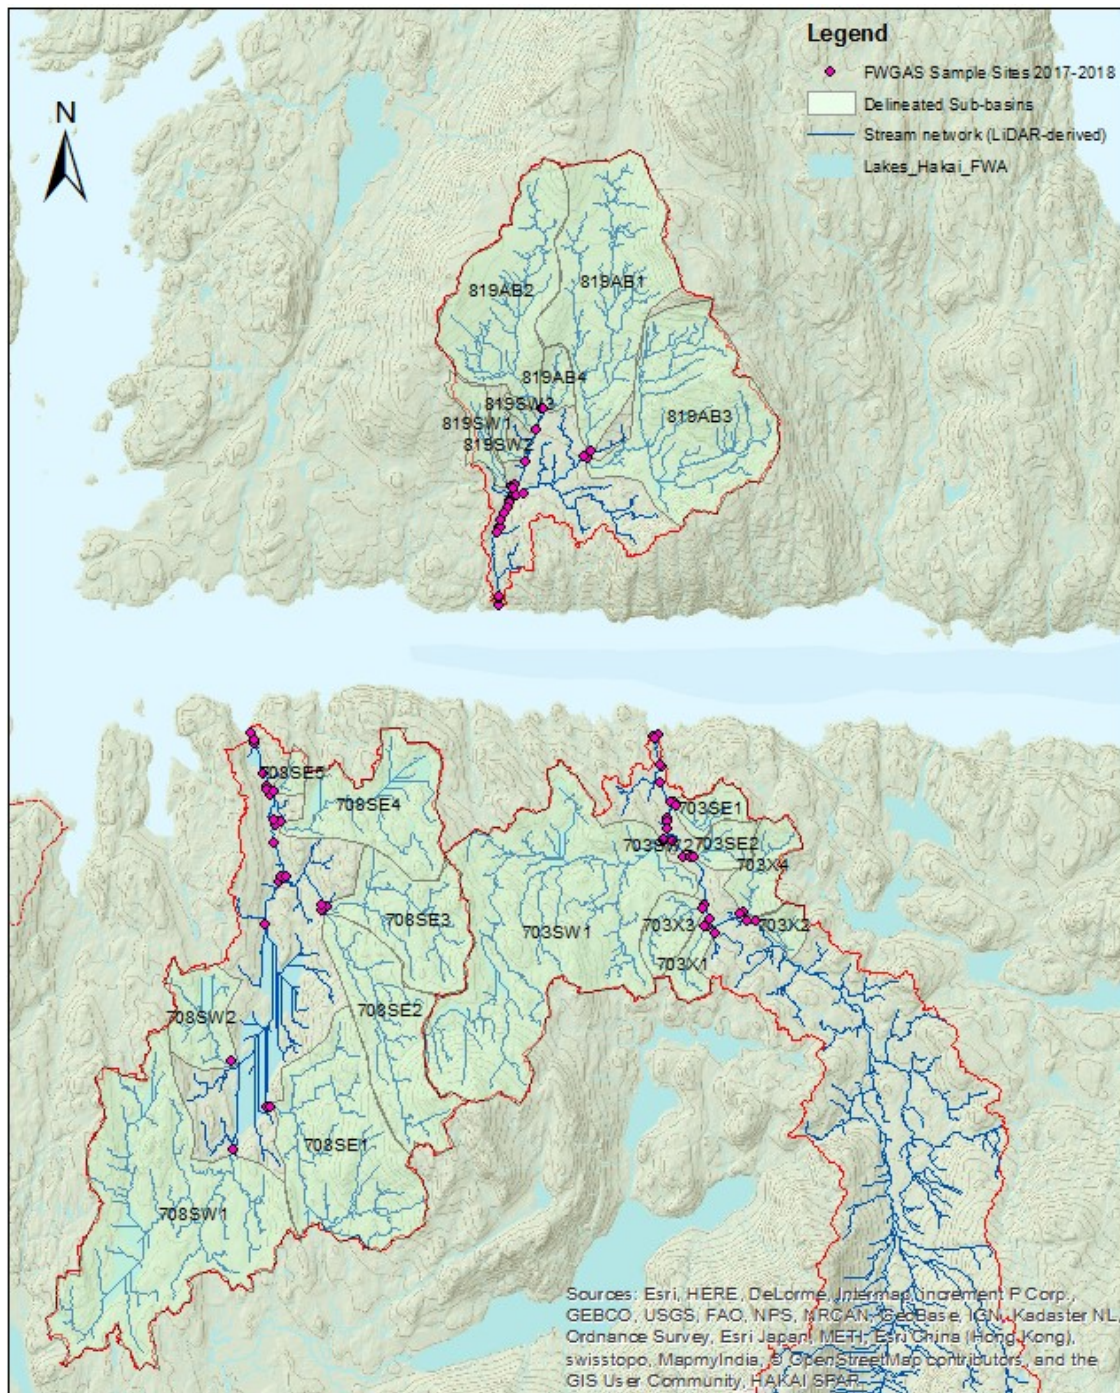 Legend
FWGAS Sample Sites 2017-2018
Delineated Sub-basins
Stream network (LiDAR-derived)
Lakes_Hakai_FWA
N
819AB2
819AB1
819AB4
819SW3
819SW1
819SW2
819AB3
708SE5
708SE4
703SE1
703SE2
703X4
708SE3
703SW1
703X3
703X2
703X1
708SE2
708SW2
708SE1
708SW1
Sources: Esri, HERE, DeLorme, Intermap, increment P Corp.,
GEBCO, USGS, FAO, NPS, NRCAN, GeoBase, IGN, Kadaster NL,
Ordnance Survey, Esri Japan, METI, Esri China (Hong Kong),
swisstopo, MapmyIndia, © OpenStreetMap contributors, and the
GIS User Community, HAKAI SPAR